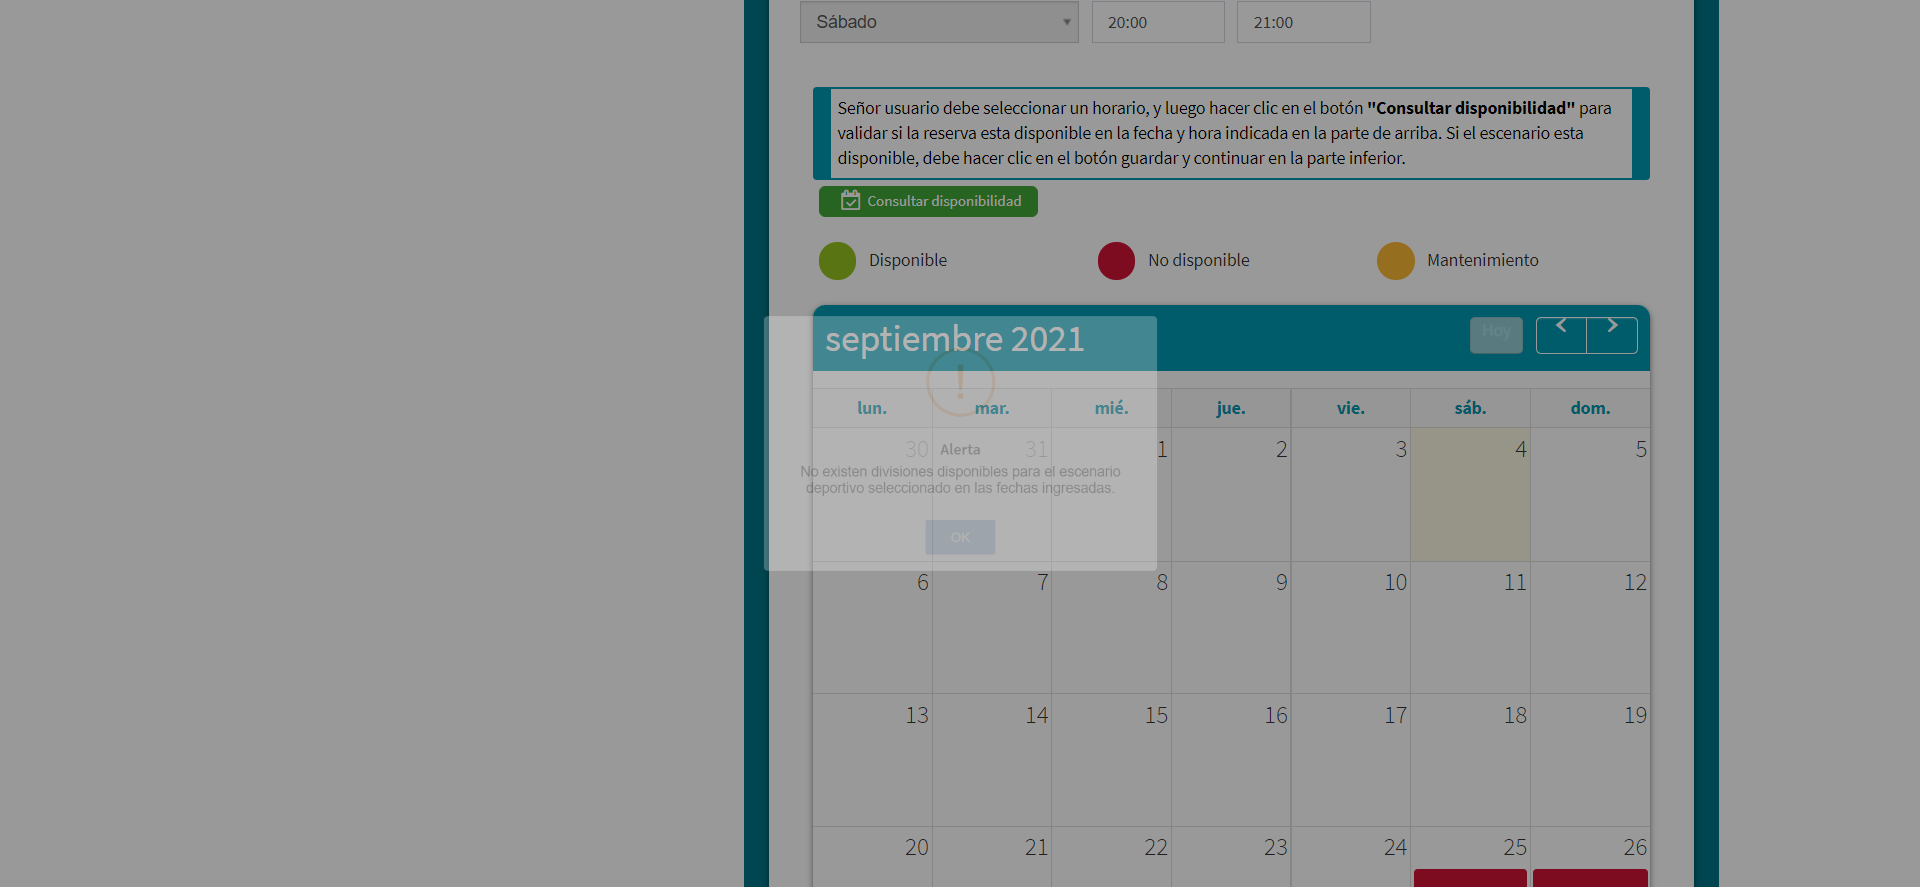 Sábado 20:00 21:00
Señor usuario debe seleccionar un horario, y luego hacer clic en el botón "Consultar disponibilidad" para
validar si la reserva esta disponible en la fecha y hora indicada en la parte de arriba. Si el escenario esta
disponible, debe hacer clic en el botón guardar y continuar en la parte inferior.
Consultar disponibilidad
Disponible No disponible Mantenimiento
septiembre 2021 Hoy
lun. mar. mié. jue. vie. sáb. dom.
30 31 1 2 3 4 5
Alerta
No existen divisiones disponibles para el escenario
deportivo seleccionado en las fechas ingresadas.
OK
6 7 8 9 10 11 12
13 14 15 16 17 18 19
20 21 22 23 24 25 26